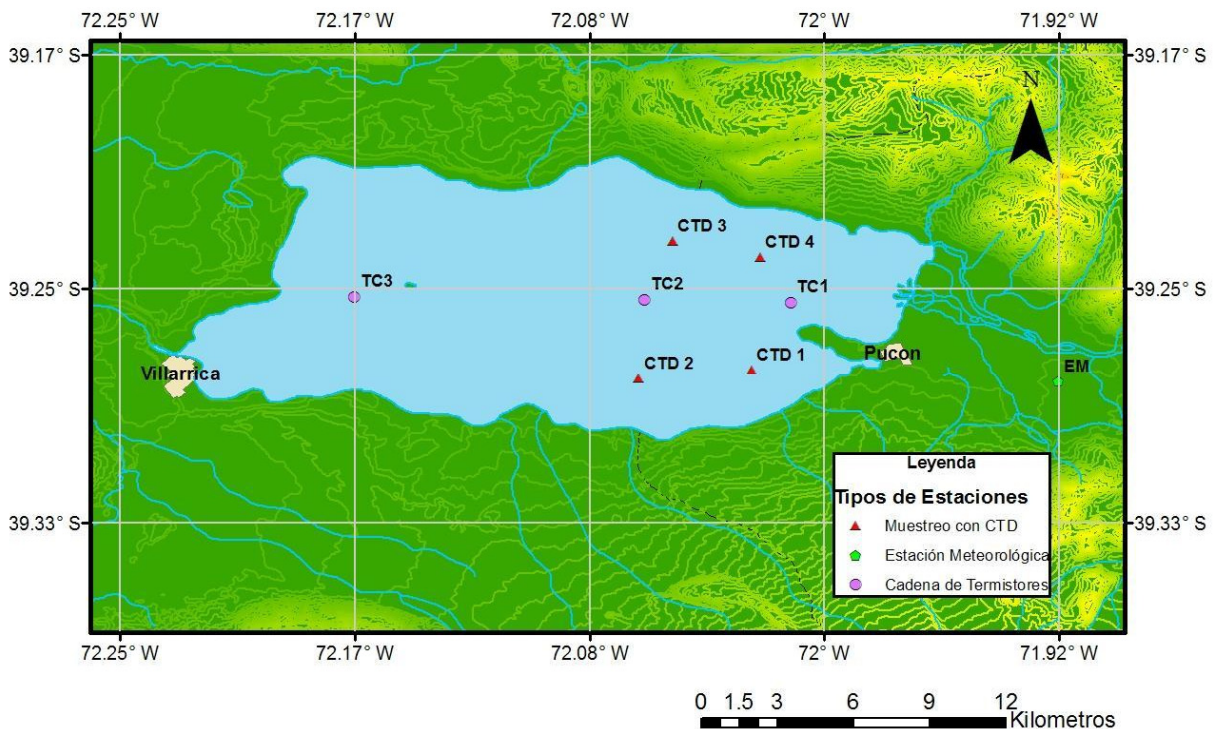 72.25° W 72.17° W 72.08° W 72° W 71.92° W
39.17° S 39.17° S
N
CTD 3
CTD 4
39.25° S 39.25° S
TC3 TC2 TC1
CTD 2 CTD 1
Pucon
Villarrica
EM
Leyenda
Tipos de Estaciones
Muestreo con CTD
Estación Meteorológica
Cadena de Termistores
39.33° S 39.33° S
72.25° W 72.17° W 72.08° W 72° W 71.92° W
0 1.5 3 6 9 12
Kilometros